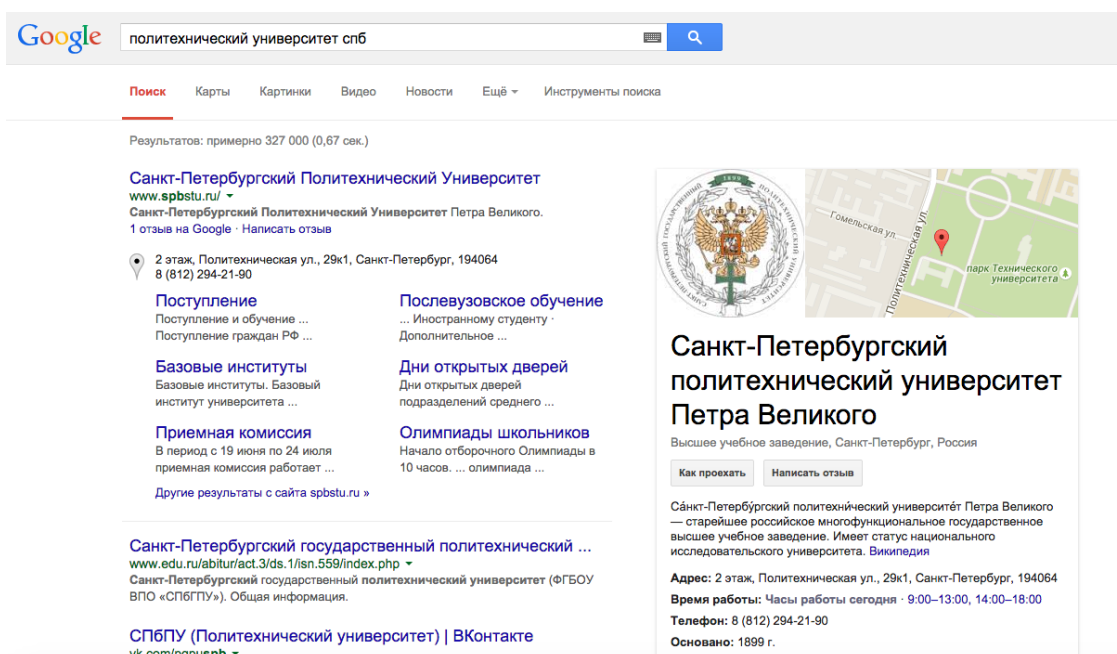 Google
политехнический университет спб
Поиск Карты Картинки Видео Новости Ещё Инструменты поиска
Результатов: примерно 327 000 (0,67 сек.)
Санкт-Петербургский Политехнический Университет
www.spbstu.ru/
Санкт-Петербургский Политехнический Университет Петра Великого.
1 отзыв на Google · Написать отзыв
2 этаж, Политехническая ул., 29к1, Санкт-Петербург, 194064
8 (812) 294-21-90
Поступление
Поступление и обучение ...
Поступление граждан РФ ...
Послевузовское обучение
... Иностранному студенту ·
Дополнительное ...
Базовые институты
Базовые институты. Базовый
институт университета ...
Дни открытых дверей
Дни открытых дверей
подразделений среднего ...
Приемная комиссия
В период с 19 июня по 24 июля
приемная комиссия работает ...
Олимпиады школьников
Начало отборочного Олимпиады в
10 часов. ... олимпиада ...
Другие результаты с сайта spbstu.ru »
Санкт-Петербургский государственный политехнический ...
www.edu.ru/abitur/act.3/ds.1/isn.559/index.php
Санкт-Петербургский государственный политехнический университет (ФГБОУ
ВПО «СПбГПУ»). Общая информация.
СПбПУ (Политехнический университет) | ВКонтакте
1899
САНКТ-ПЕТЕРБУРГСКИЙ ГОСУДАРСТВЕННЫЙ ПОЛИТЕХНИЧЕСКИЙ УНИВЕРСИТЕТ
Гомельская ул.
Политехническая ул.
парк Технического
университета
Санкт-Петербургский
политехнический университет
Петра Великого
Высшее учебное заведение, Санкт-Петербург, Россия
Как проехать Написать отзыв
Са́нкт-Петербу́ргский политехни́ческий университе́т Петра Великого
— старейшее российское многофункциональное государственное
высшее учебное заведение. Имеет статус национального
исследовательского университета. Википедия
Адрес: 2 этаж, Политехническая ул., 29к1, Санкт-Петербург, 194064
Время работы: Часы работы сегодня · 9:00–13:00, 14:00–18:00
Телефон: 8 (812) 294-21-90
Основано: 1899 г.